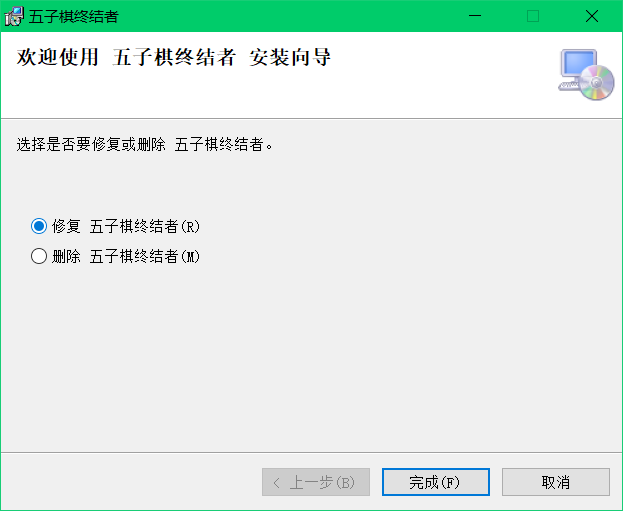 五子棋终结者
欢迎使用 五子棋终结者 安装向导
选择是否要修复或删除 五子棋终结者。
修复 五子棋终结者(R)
删除 五子棋终结者(M)
< 上一步(B)
完成(F)
取消